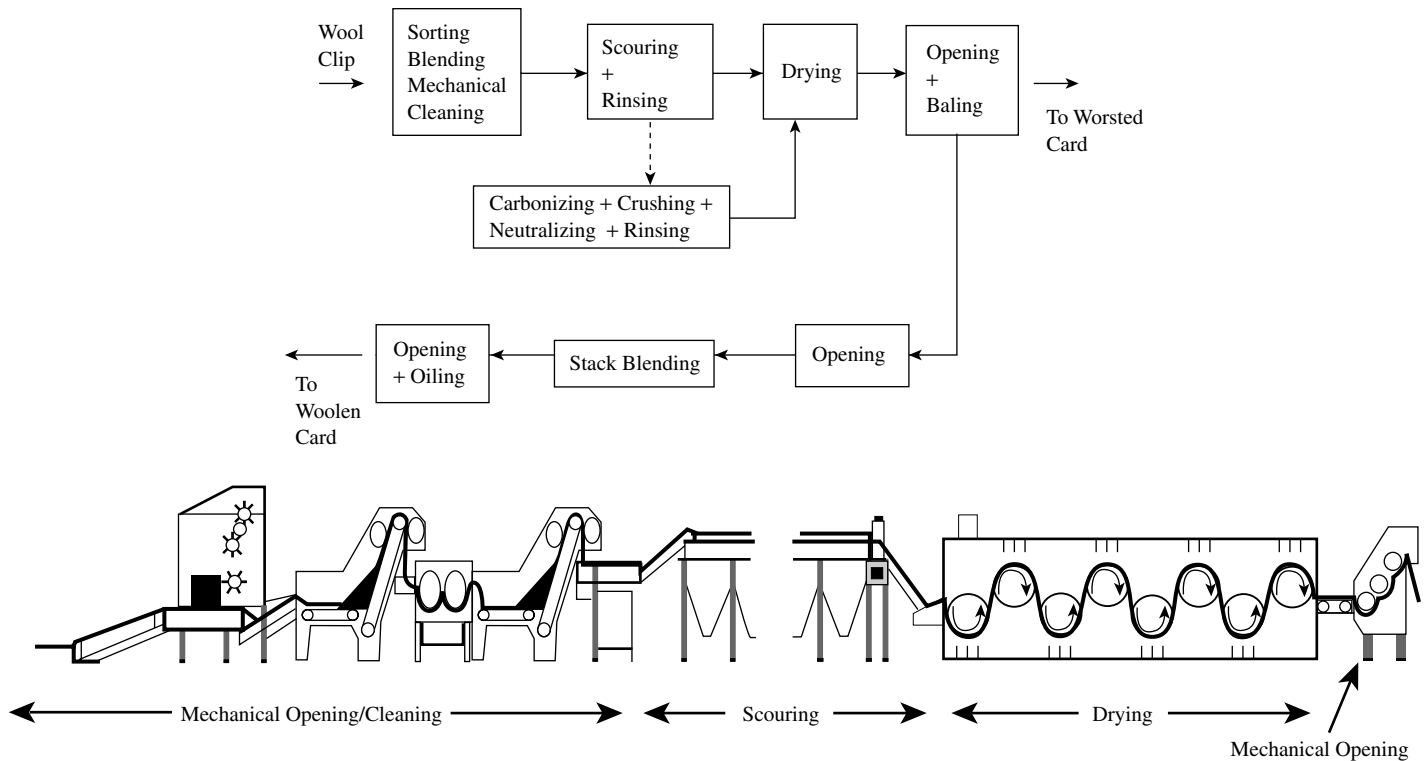 Wool
Clip
Sorting
Blending
Mechanical
Cleaning
Scouring
+
Rinsing
Drying
Opening
+
Baling
To Worsted
Card
Carbonizing + Crushing +
Neutralizing + Rinsing
Opening
Stack Blending
Opening
+ Oiling
To
Woolen
Card
Mechanical Opening/Cleaning
Scouring
Drying
Mechanical Opening